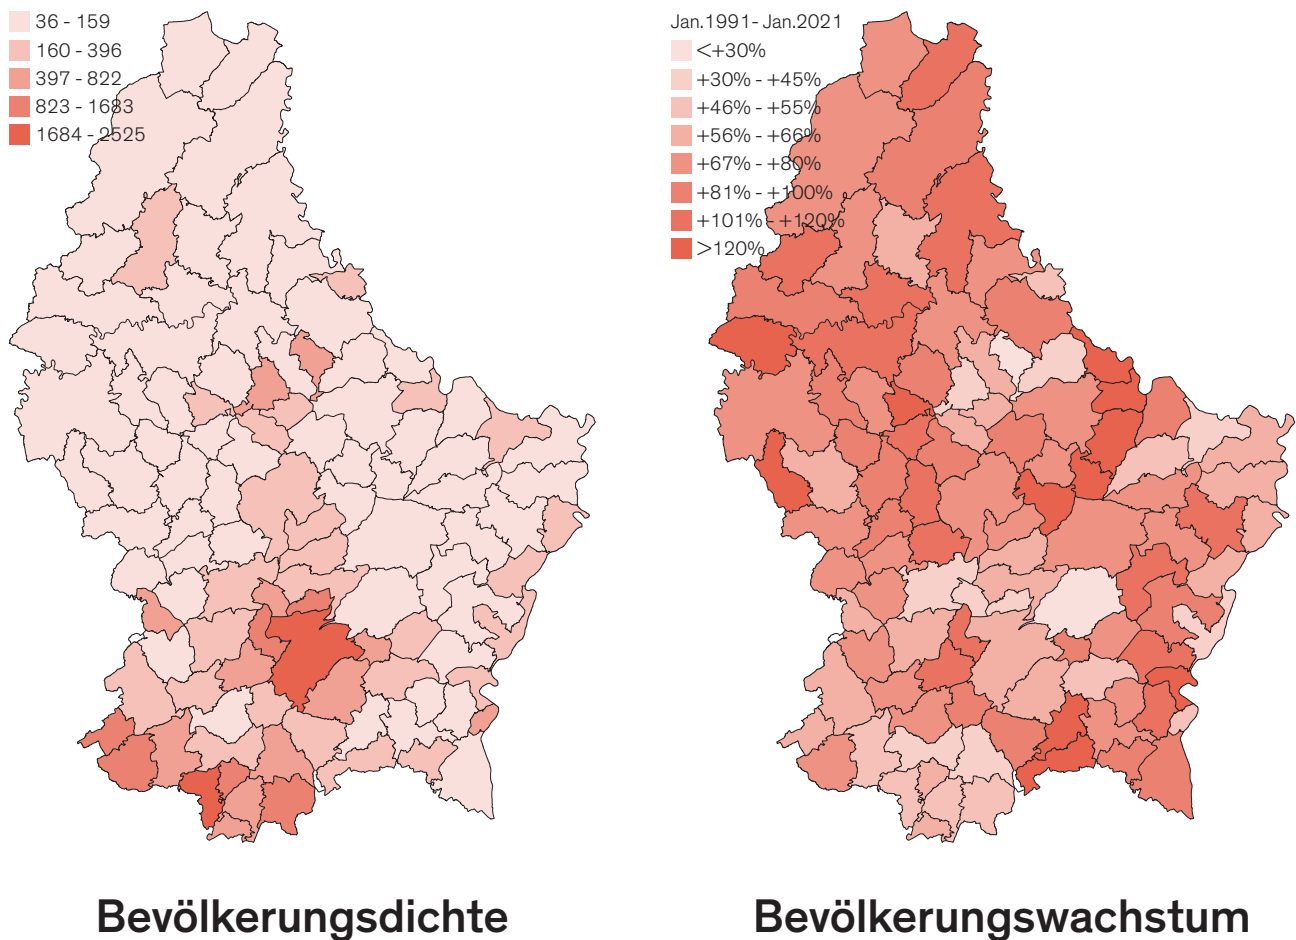 36 - 159
160 - 396
397 - 822
823 - 1683
1684 - 2525
Jan.1991- Jan.2021
<+30%
+30% - +45%
+46% - +55%
+56% - +66%
+67% - +80%
+81% - +100%
+101% - +120%
>120%
Bevölkerungsdichte
Bevölkerungswachstum